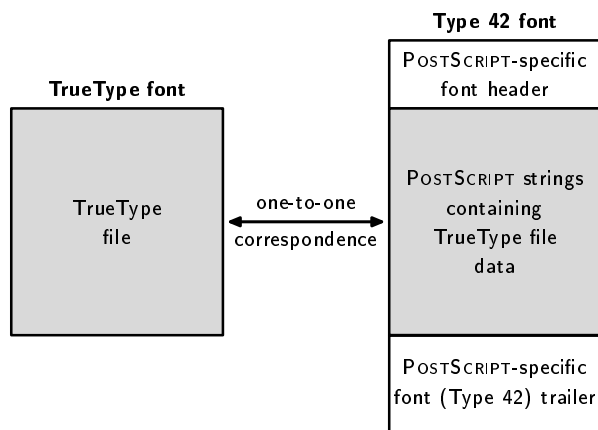 Type 42 font
POSTSCRIPT-specific
font header
TrueType font
TrueType
file
one-to-one
correspondence
POSTSCRIPT strings
containing
TrueType file
data
POSTSCRIPT-specific
font (Type 42) trailer